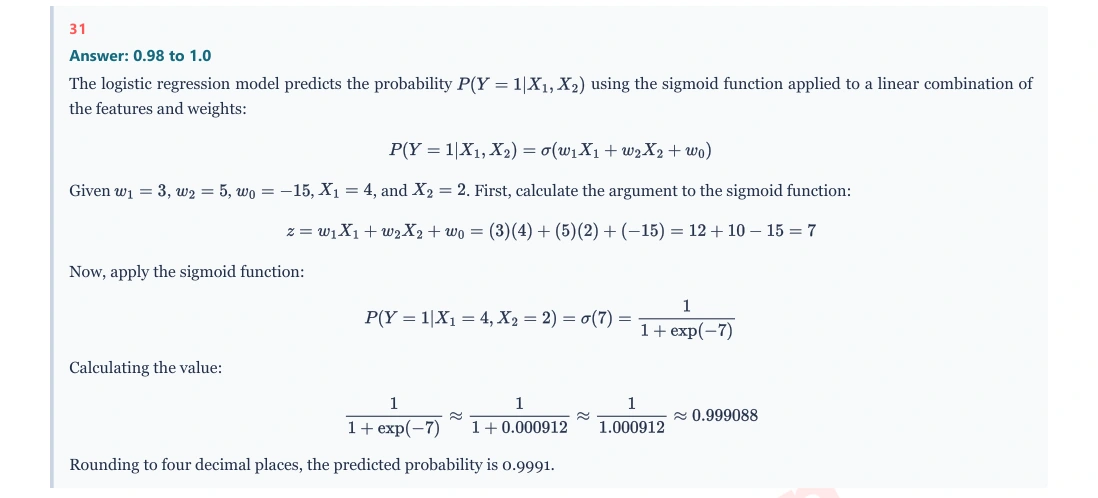 31
Answer: 0.98 to 1.0
The logistic regression model predicts the probability P(Y = 1|X₁, X₂) using the sigmoid function applied to a linear combination of
the features and weights:
P(Y = 1|X₁, X₂) = σ(w₁X₁ + w₂X₂ + w₀)
Given w₁ = 3, w₂ = 5, w₀ = −15, X₁ = 4, and X₂ = 2. First, calculate the argument to the sigmoid function:
z = w₁X₁ + w₂X₂ + w₀ = (3)(4) + (5)(2) + (−15) = 12 + 10 − 15 = 7
Now, apply the sigmoid function:
P(Y = 1|X₁ = 4, X₂ = 2) = σ(7) = 1 / (1 + exp(−7))
Calculating the value:
1 / (1 + exp(−7)) ≈ 1 / (1 + 0.000912) ≈ 1 / 1.000912 ≈ 0.999088
Rounding to four decimal places, the predicted probability is 0.9991.